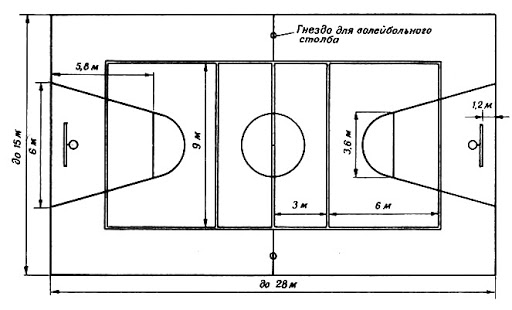 Гнездо для волейбольного
столба
5,8 м
1,2 м
до 15 м
6 м
9 м
3,6 м
3 м
6 м
до 28 м